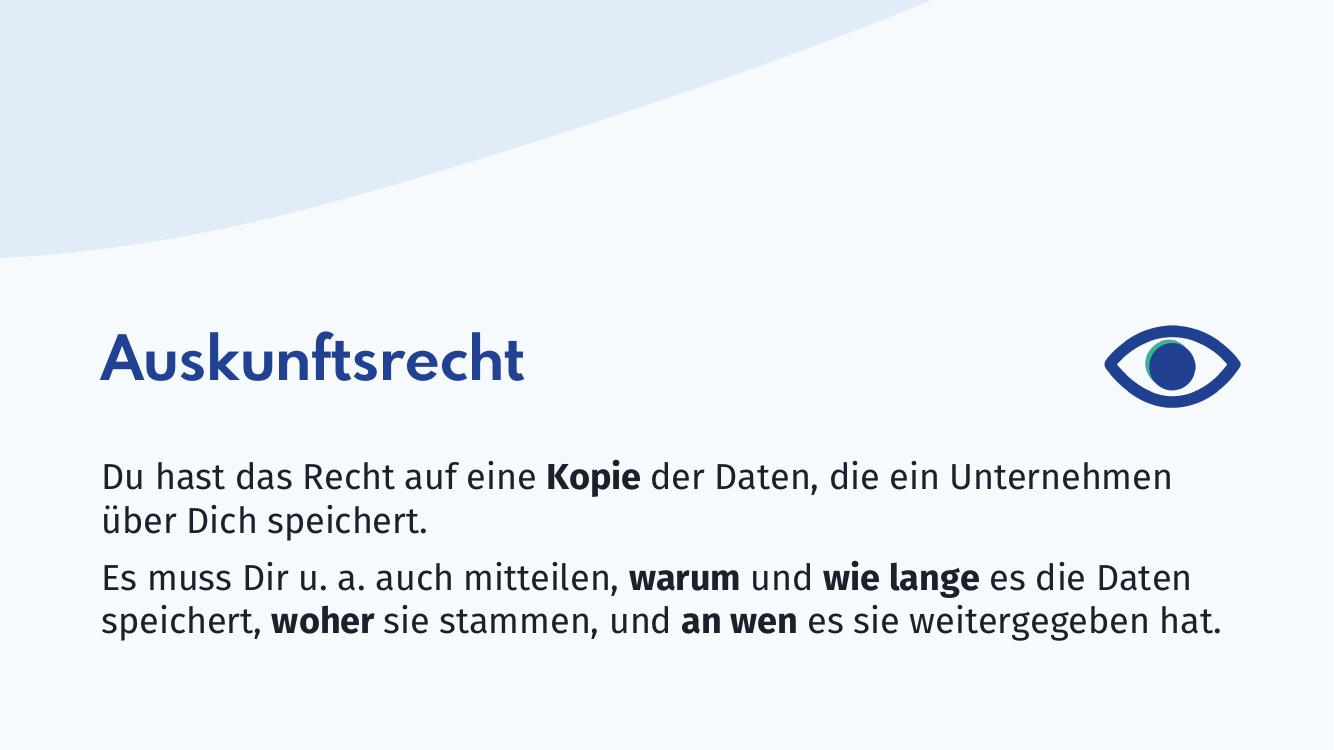 Auskunftsrecht
Du hast das Recht auf eine Kopie der Daten, die ein Unternehmen
über Dich speichert.
Es muss Dir u. a. auch mitteilen, warum und wie lange es die Daten
speichert, woher sie stammen, und an wen es sie weitergegeben hat.